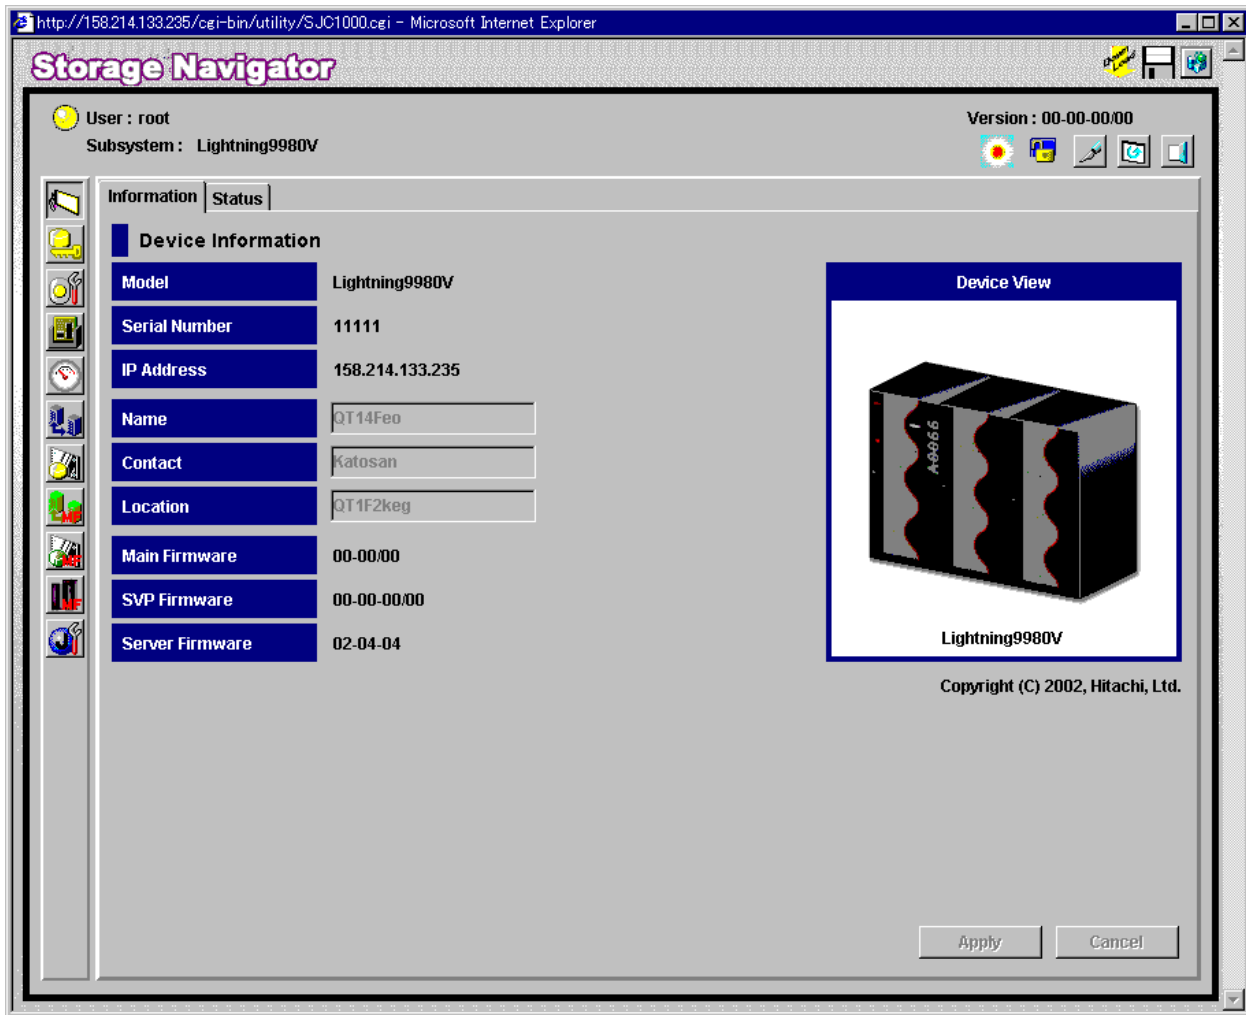 http://158.214.133.235/cgi-bin/utility/SJC1000.cgi - Microsoft Internet Explorer
Storage Navigator
User : root
Version : 00-00-00/00
Subsystem : Lightning9980V
Information Status
Device Information
Model Lightning9980V
Serial Number 11111
IP Address 158.214.133.235
Name QT14Feo
Contact Katosan
Location QT1F2keg
Main Firmware 00-00/00
SVP Firmware 00-00-00/00
Server Firmware 02-04-04
Device View
Lightning9980V
Copyright (C) 2002, Hitachi, Ltd.
Apply Cancel